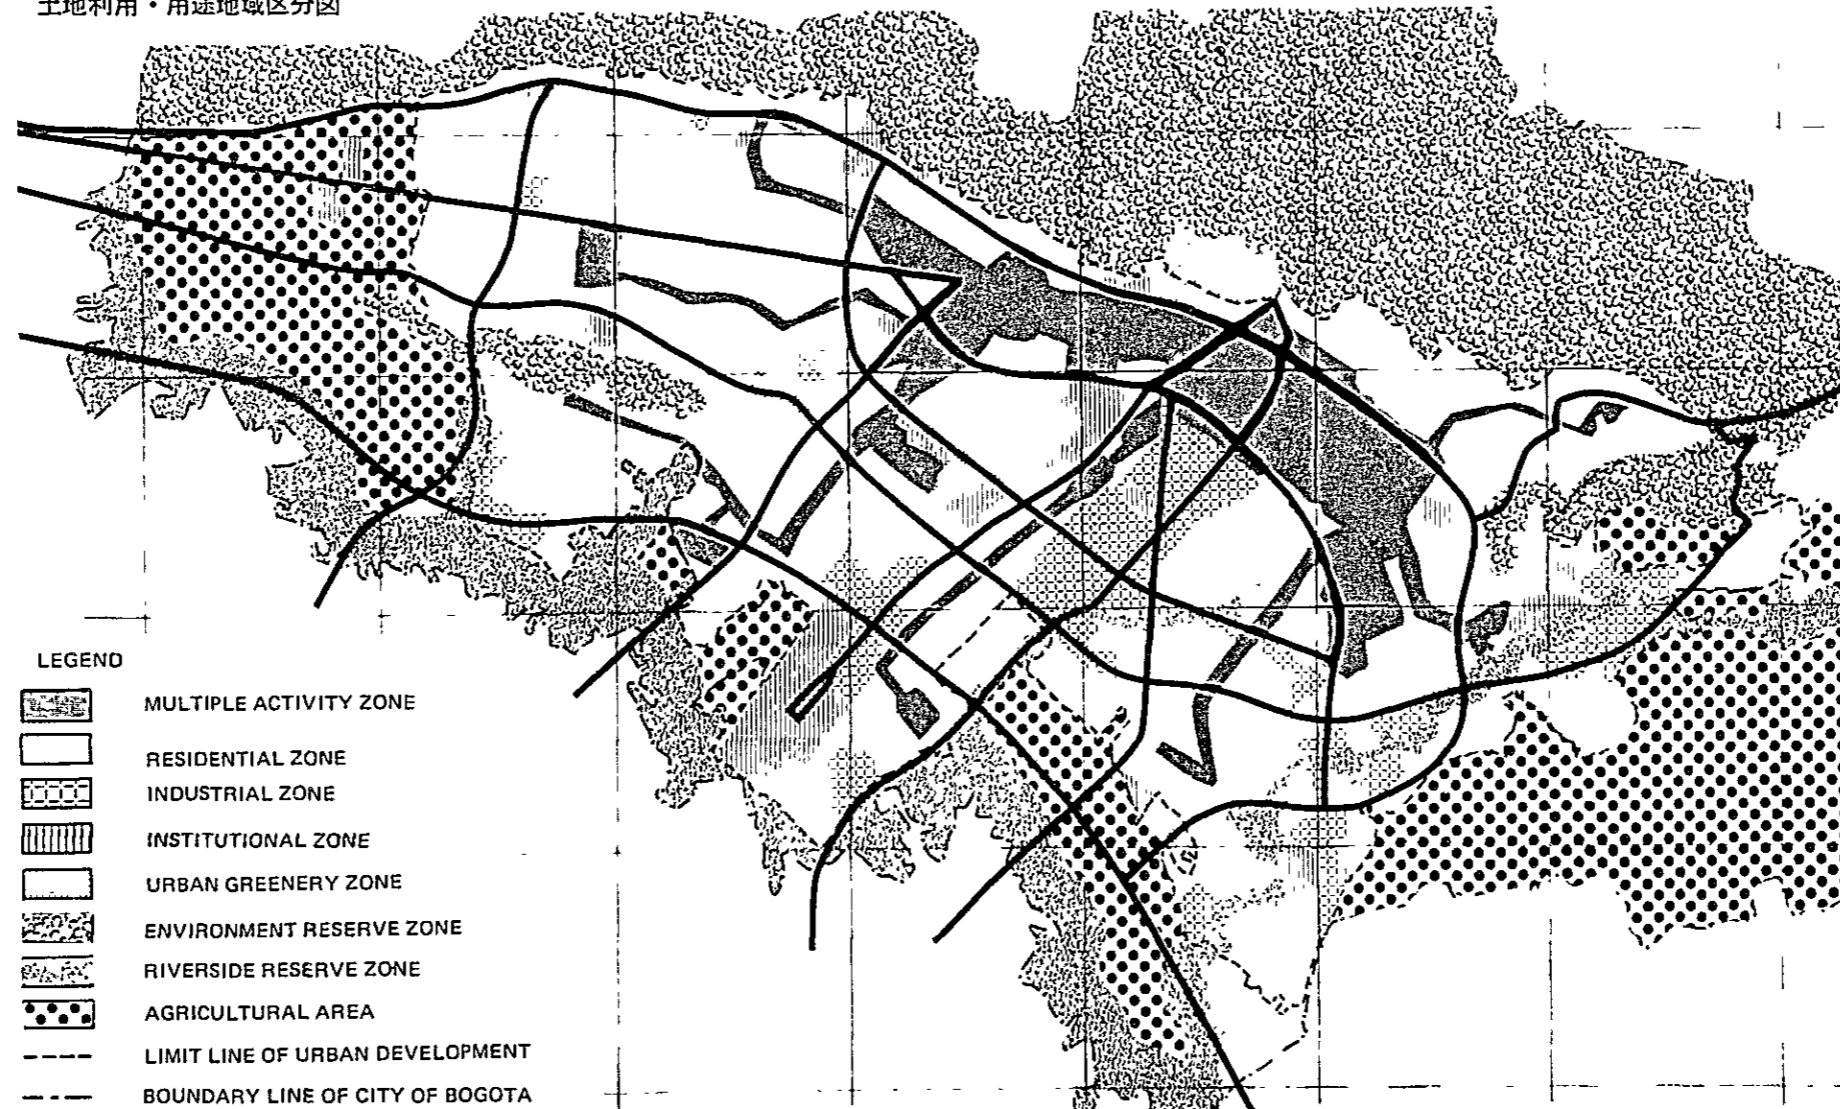 土地利用・用途地域区分図
LEGEND
MULTIPLE ACTIVITY ZONE
RESIDENTIAL ZONE
INDUSTRIAL ZONE
INSTITUTIONAL ZONE
URBAN GREENERY ZONE
ENVIRONMENT RESERVE ZONE
RIVERSIDE RESERVE ZONE
AGRICULTURAL AREA
LIMIT LINE OF URBAN DEVELOPMENT
BOUNDARY LINE OF CITY OF BOGOTA